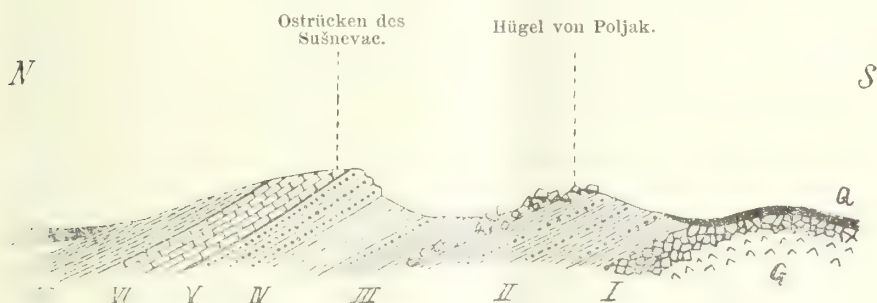 Ostrücken des
Sušnevac.
Hügel von Poljak.
N
S
Q
G
VI V IV III II I